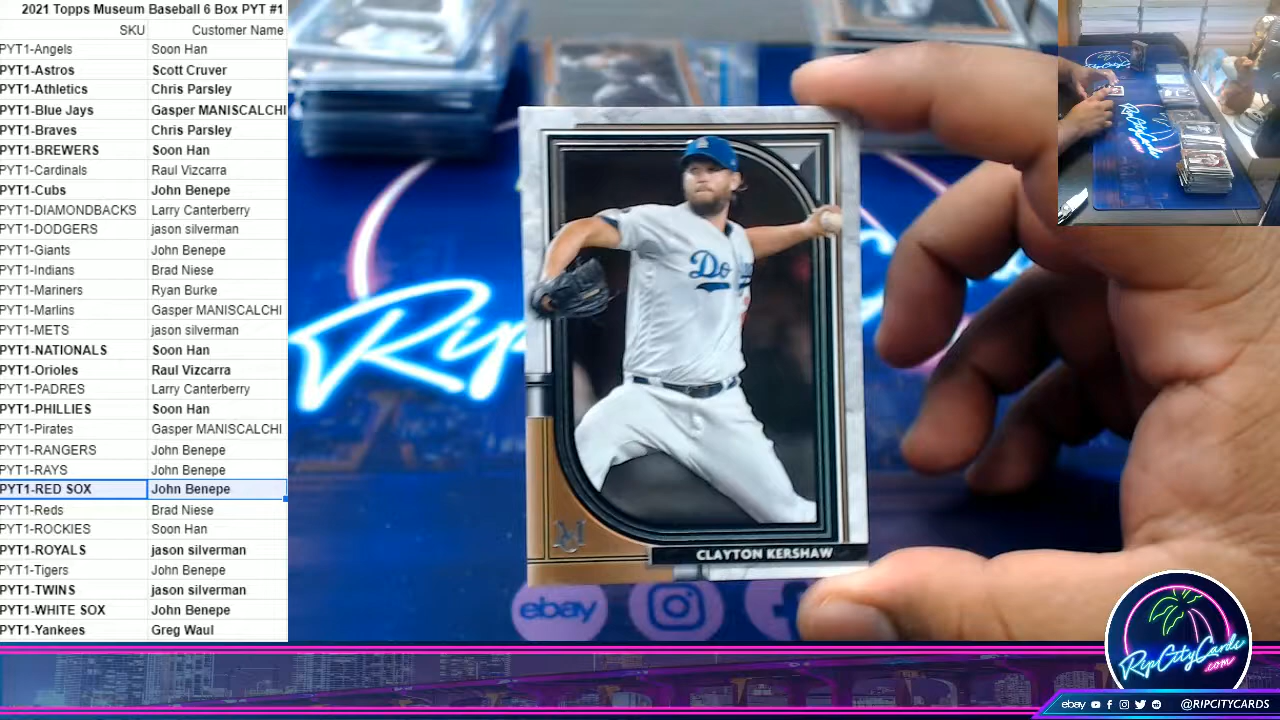 2021 Topps Museum Baseball 6 Box PYT #1
SKU Customer Name
PYT1-Angels Soon Han
PYT1-Astros Scott Cruver
PYT1-Athletics Chris Parsley
PYT1-Blue Jays Gasper MANISCALCHI
PYT1-Braves Chris Parsley
PYT1-BREWERS Soon Han
PYT1-Cardinals Raul Vizcarra
PYT1-Cubs John Benepe
PYT1-DIAMONDBACKS Larry Canterberry
PYT1-DODGERS jason silverman
PYT1-Giants John Benepe
PYT1-Indians Brad Niese
PYT1-Mariners Ryan Burke
PYT1-Marlins Gasper MANISCALCHI
PYT1-METS jason silverman
PYT1-NATIONALS Soon Han
PYT1-Orioles Raul Vizcarra
PYT1-PADRES Larry Canterberry
PYT1-PHILLIES Soon Han
PYT1-Pirates Gasper MANISCALCHI
PYT1-RANGERS John Benepe
PYT1-RAYS John Benepe
PYT1-RED SOX John Benepe
PYT1-Reds Brad Niese
PYT1-ROCKIES Soon Han
PYT1-ROYALS jason silverman
PYT1-Tigers John Benepe
PYT1-TWINS jason silverman
PYT1-WHITE SOX John Benepe
PYT1-Yankees Greg Waul
Do
M
CLAYTON KERSHAW
Rip
ebay
RipCityCards
.com
ebay @RIPCITYCARDS